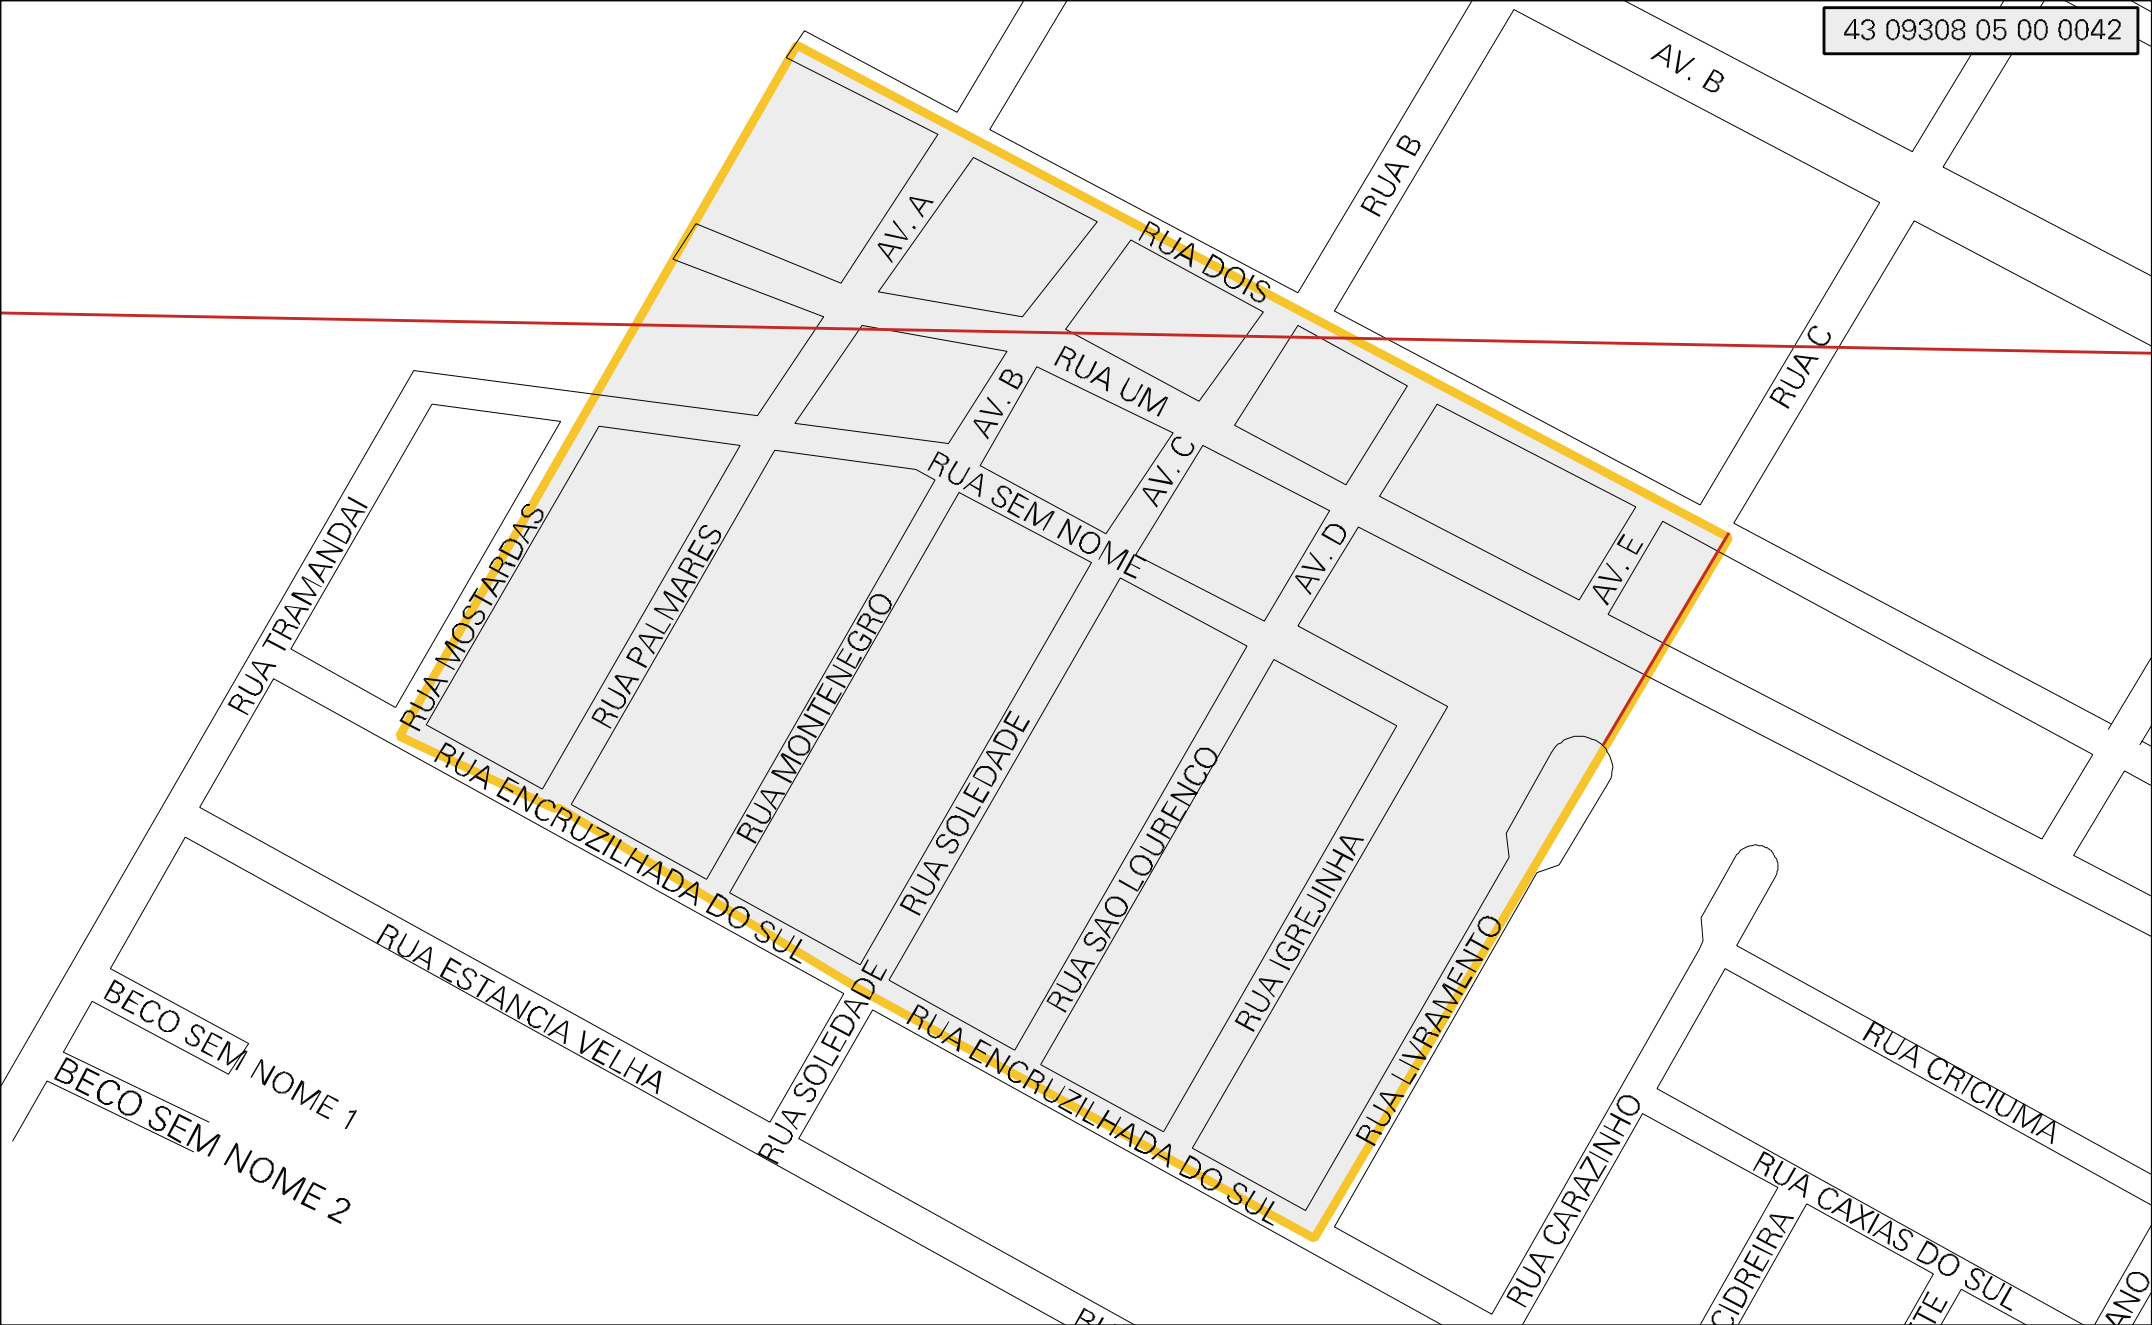 43 09308 05 00 0042
AV. B
RUA B
AV. A
RUA DOIS
RUA C
RUA UM
AV. B
AV. C
RUA SEM NOME
AV. D
AV. E
RUA TRAMANDAI
RUA MOSTARDAS
RUA PALMARES
RUA MONTENEGRO
RUA SOLEDADE
RUA SAO LOURENCO
RUA IGREJINHA
RUA LIVRAMENTO
RUA ENCRUZILHADA DO SUL
RUA ENCRUZILHADA DO SUL
RUA ESTANCIA VELHA
RUA SOLEDADE
BECO SEM NOME 1
BECO SEM NOME 2
RUA CRICIUMA
RUA CARAZINHO
RUA CAXIAS DO SUL
CIDREIRA